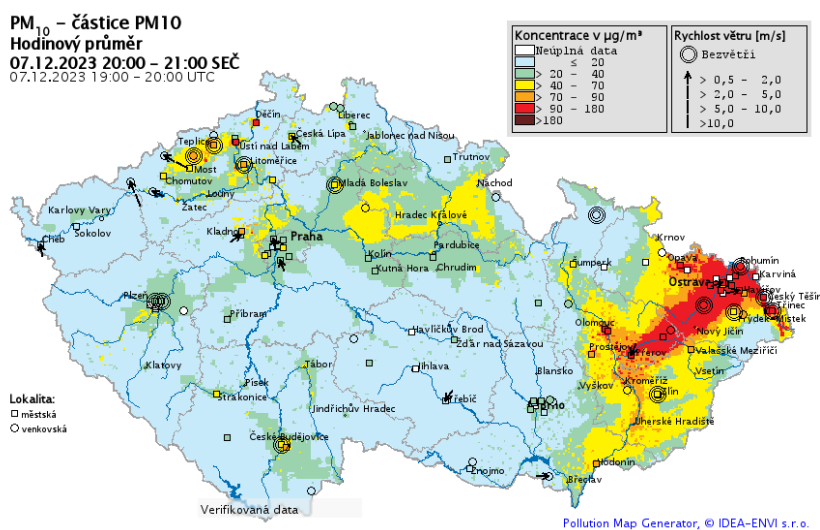 PM10 – částice PM10
Hodinový průměr
07.12.2023 20:00 – 21:00 SEČ
07.12.2023 19:00 – 20:00 UTC
Koncentrace v µg/m³
Neúplná data
≤ 20
> 20 - 40
> 40 - 70
> 70 - 90
> 90 - 180
>180
Rychlost větru [m/s]
Bezvětří
> 0,5 - 2,0
> 2,0 - 5,0
> 5,0 - 10,0
>10,0
Děčín
Liberec
Teplice
Ústí nad Labem
Česká Lípa
Jablonec nad Nisou
Litoměřice
Trutnov
Most
Chomutov
Mladá Boleslav
Náchod
Louny
Žatec
Karlovy Vary
Hradec Králové
Sokolov
Cheb
Kladno
Praha
Krnov
Pardubice
Kolín
Opava
Bohumín
Šumperk
Kutná Hora
Chrudim
Karviná
Ostrava
Havířov
Český Těšín
Plzeň
Třinec
Příbram
Olomouc
Frýdek-Místek
Havlíčkův Brod
Nový Jičín
Žďár nad Sázavou
Prostějov
Přerov
Valašské Meziříčí
Klatovy
Tábor
Jihlava
Blansko
Vsetín
Písek
Vyškov
Kroměříž
Strakonice
Třebíč
Zlín
Jindřichův Hradec
Brno
Lokalita:
městská
venkovská
Uherské Hradiště
České Budějovice
Hodonín
Znojmo
Břeclav
Verifikovaná data
Pollution Map Generator, © IDEA-ENVI s.r.o.